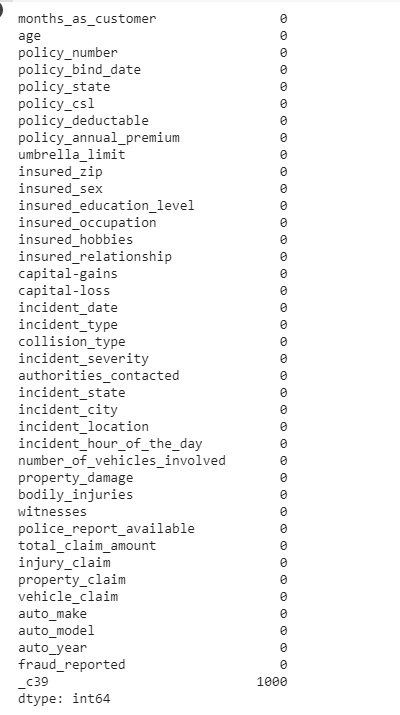 months_as_customer 0
age 0
policy_number 0
policy_bind_date 0
policy_state 0
policy_csl 0
policy_deductable 0
policy_annual_premium 0
umbrella_limit 0
insured_zip 0
insured_sex 0
insured_education_level 0
insured_occupation 0
insured_hobbies 0
insured_relationship 0
capital-gains 0
capital-loss 0
incident_date 0
incident_type 0
collision_type 0
incident_severity 0
authorities_contacted 0
incident_state 0
incident_city 0
incident_location 0
incident_hour_of_the_day 0
number_of_vehicles_involved 0
property_damage 0
bodily_injuries 0
witnesses 0
police_report_available 0
total_claim_amount 0
injury_claim 0
property_claim 0
vehicle_claim 0
auto_make 0
auto_model 0
auto_year 0
fraud_reported 0
_c39 1000
dtype: int64